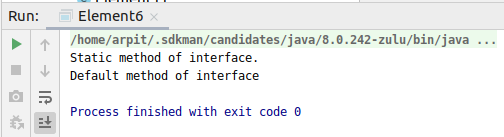 Run: Element6
/home/arpit/.sdkman/candidates/java/8.0.242-zulu/bin/java ...
Static method of interface.
Default method of interface
Process finished with exit code 0